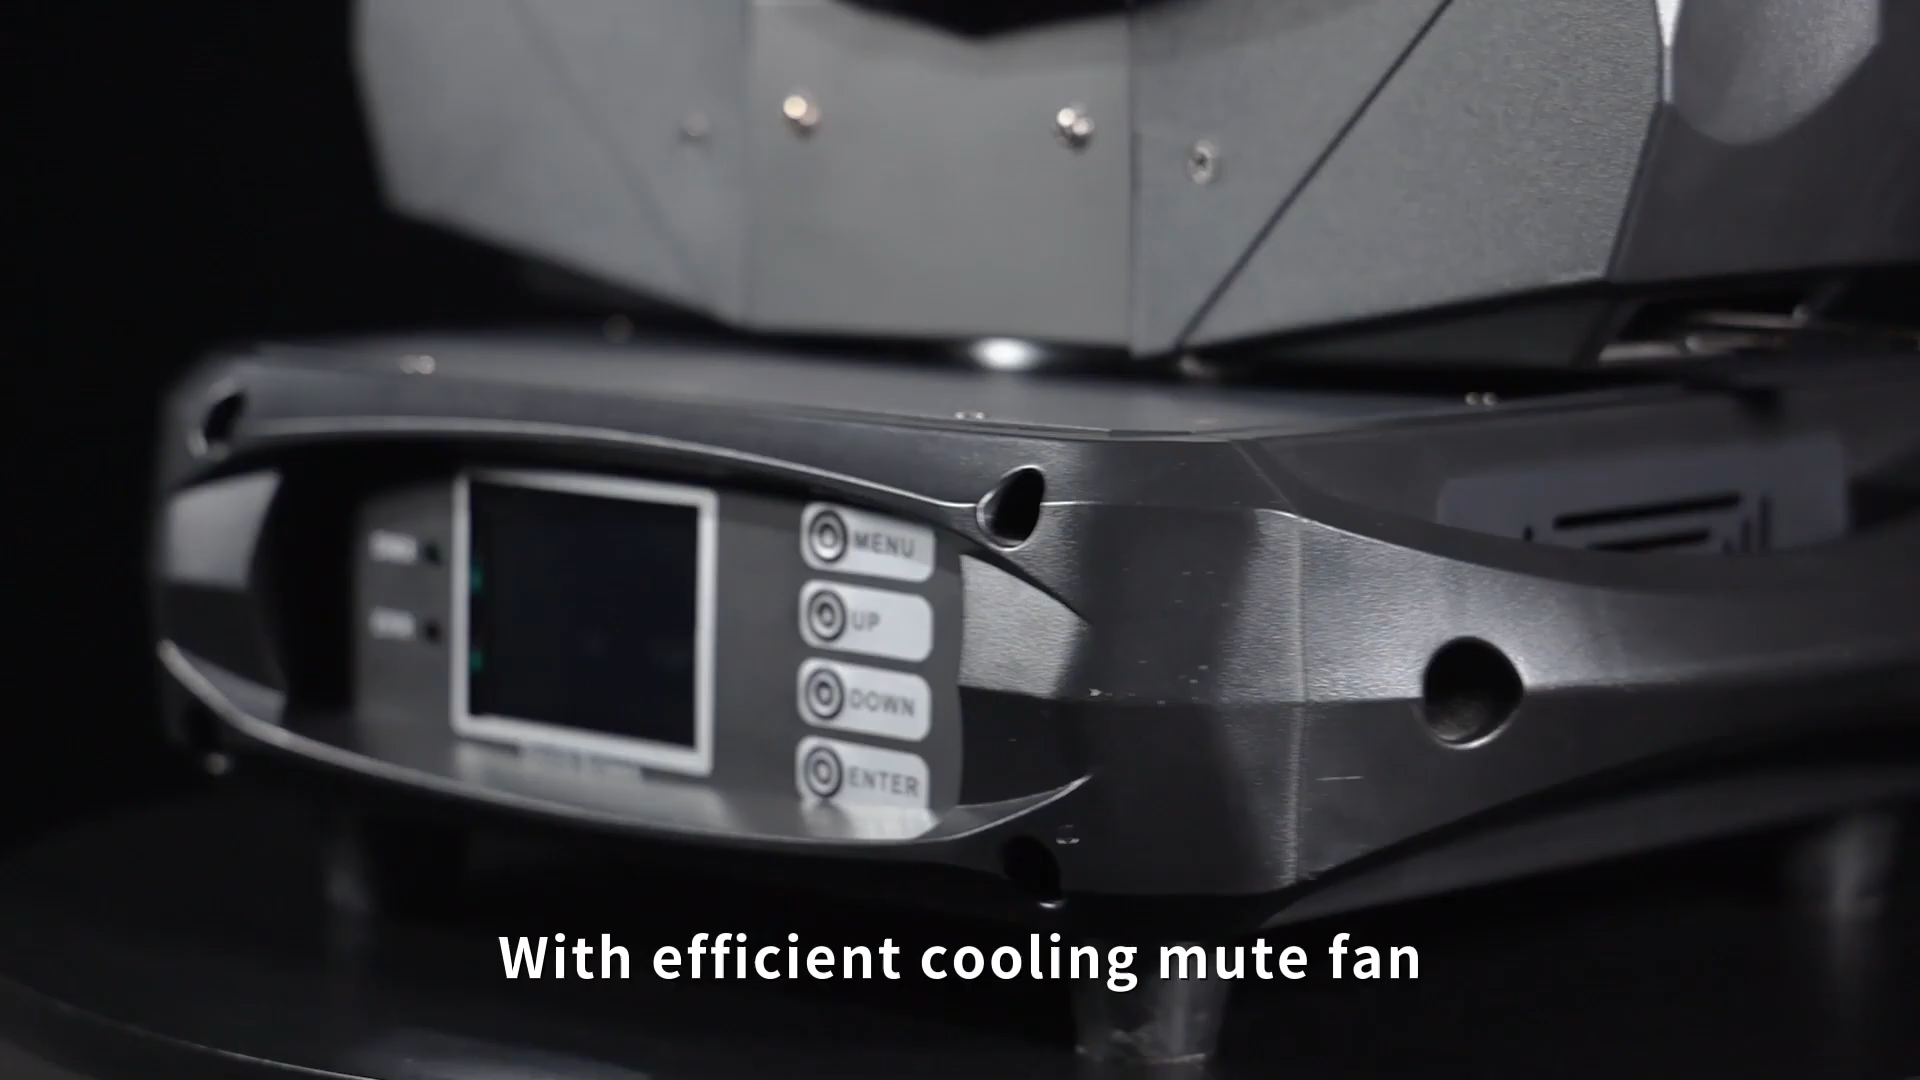 MENU
UP
DOWN
ENTER
With efficient cooling mute fan